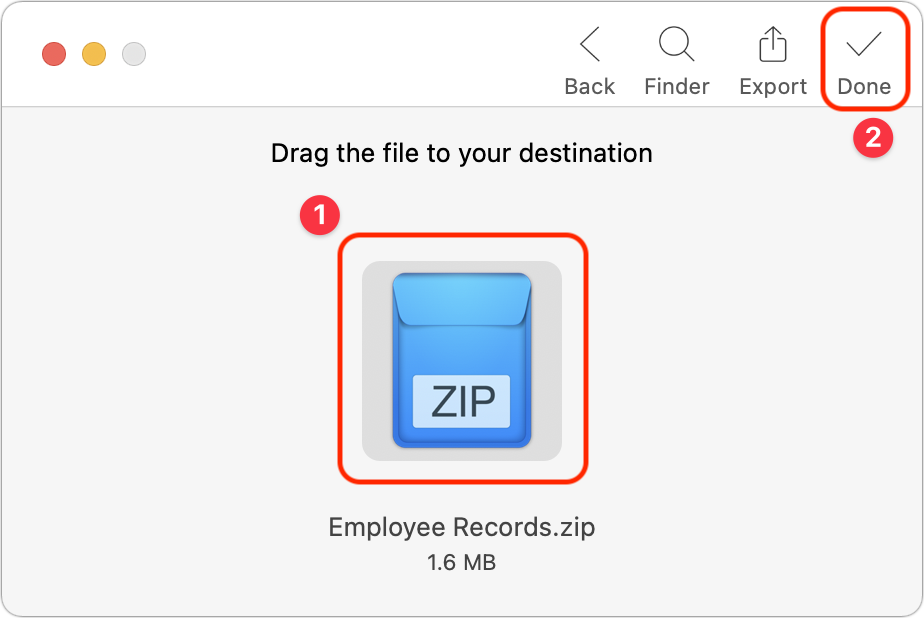 Back Finder Export Done
2
Drag the file to your destination
1
ZIP
Employee Records.zip
1.6 MB